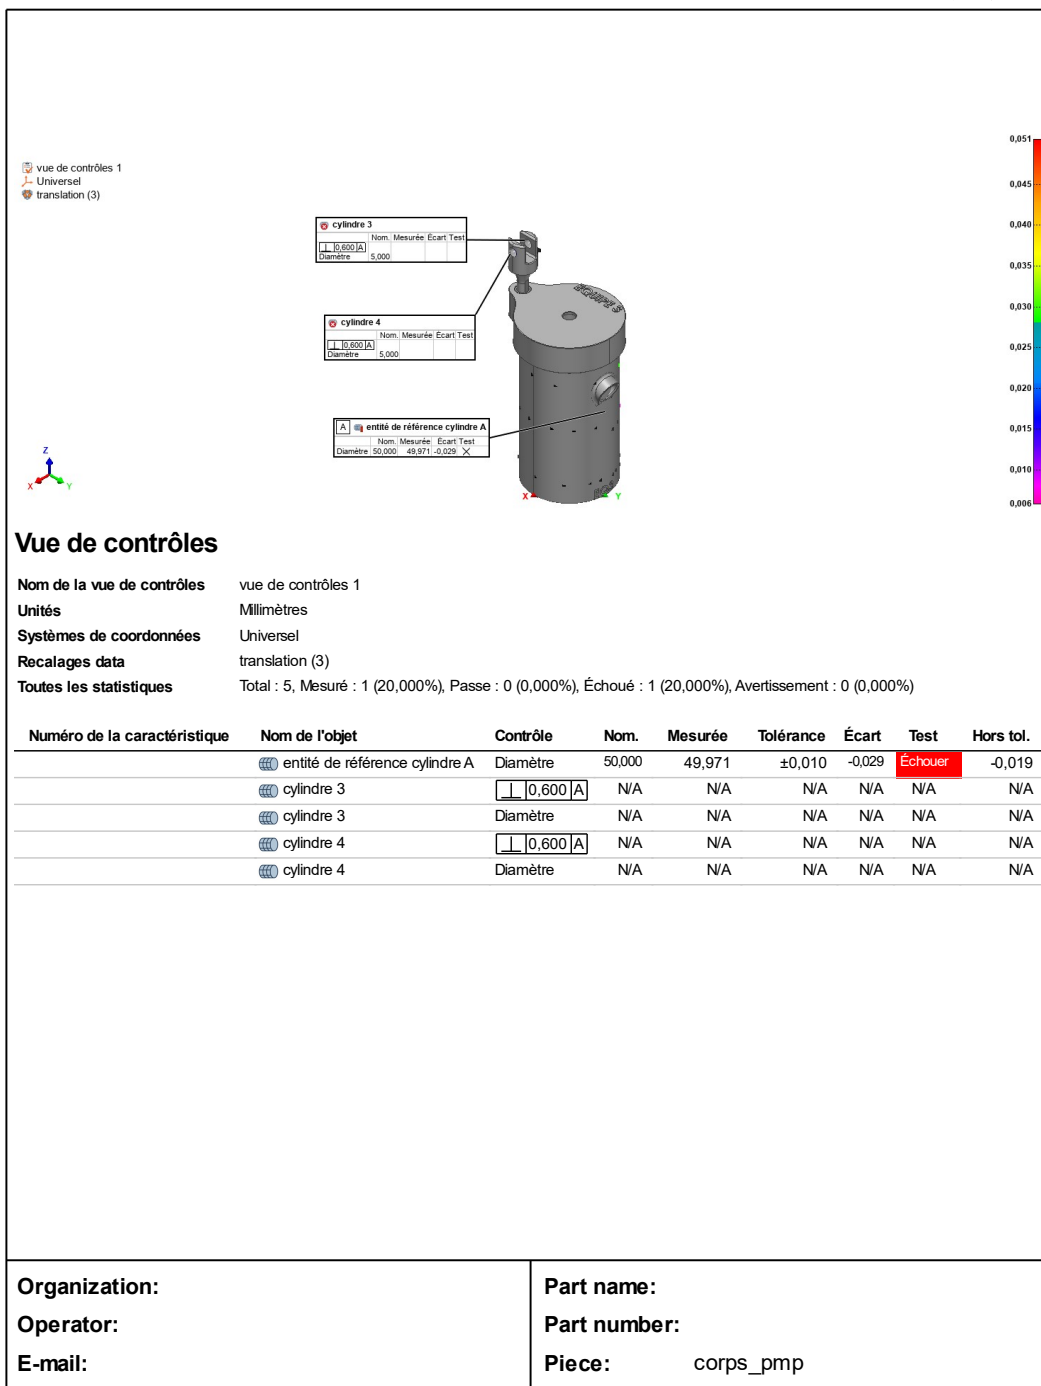 0,051
vue de contrôles 1
Universel
translation (3)
0,045
0,040
0,035
0,030
0,025
0,020
0,015
0,010
0,006
cylindre 3
Nom. Mesurée Écart Test
0,600 A
Diamètre 5,000
EQUIPE 3
cylindre 4
Nom. Mesurée Écart Test
0,600 A
Diamètre 5,000
A entité de référence cylindre A
Nom. Mesurée Écart Test
Diamètre 50,000 49,971 -0,029
Z
X Y
X Y
Vue de contrôles
Nom de la vue de contrôles vue de contrôles 1
Unités Millimètres
Systèmes de coordonnées Universel
Recalages data translation (3)
Toutes les statistiques Total : 5, Mesuré : 1 (20,000%), Passe : 0 (0,000%), Échoué : 1 (20,000%), Avertissement : 0 (0,000%)
Numéro de la caractéristique Nom de l'objet Contrôle Nom. Mesurée Tolérance Écart Test Hors tol.
entité de référence cylindre A Diamètre 50,000 49,971 ±0,010 -0,029 Échouer -0,019
cylindre 3 ⊥ 0,600 A N/A N/A N/A N/A N/A N/A
cylindre 3 Diamètre N/A N/A N/A N/A N/A N/A
cylindre 4 ⊥ 0,600 A N/A N/A N/A N/A N/A N/A
cylindre 4 Diamètre N/A N/A N/A N/A N/A N/A
Organization:
Operator:
E-mail:
Part name:
Part number:
Piece: corps_pmp